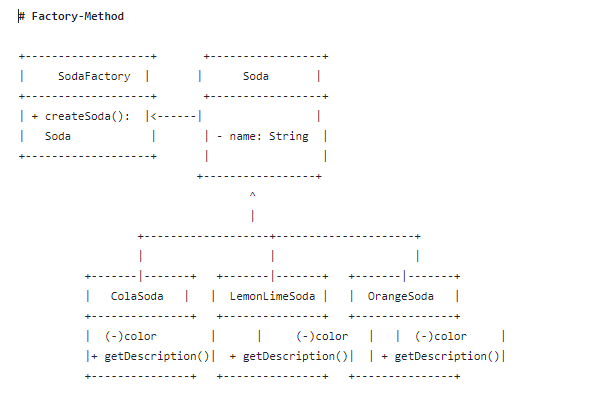 # Factory-Method
SodaFactory Soda
+ createSoda():
Soda - name: String
ColaSoda LemonLimeSoda OrangeSoda
(-)color (-)color (-)color
+ getDescription() + getDescription() + getDescription()